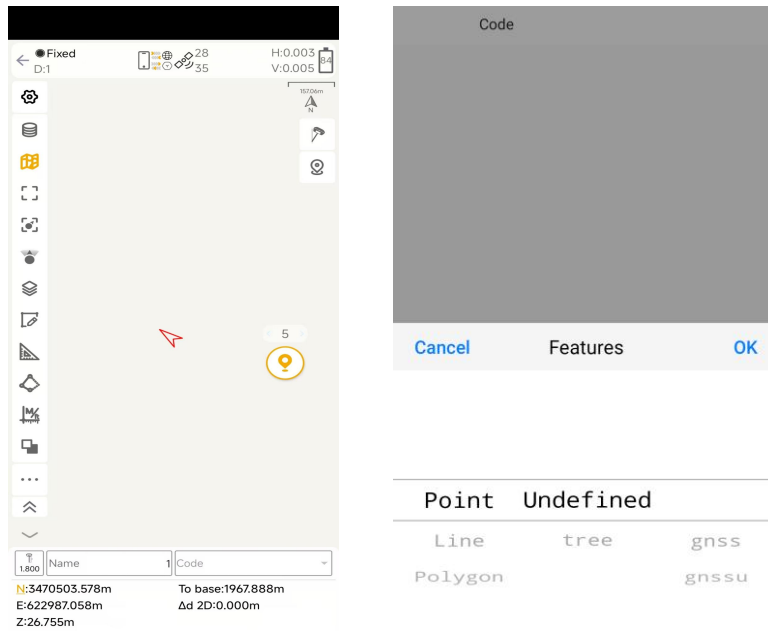 Fixed
D:1
28
35
H:0.003
V:0.005
84
157.06m
N
5
1.800
Name 1
Code
N:3470503.578m To base:1967.888m
E:622987.058m Δd 2D:0.000m
Z:26.755m
Code
Cancel Features OK
Point Undefined
Line tree gnss
Polygon gnssu